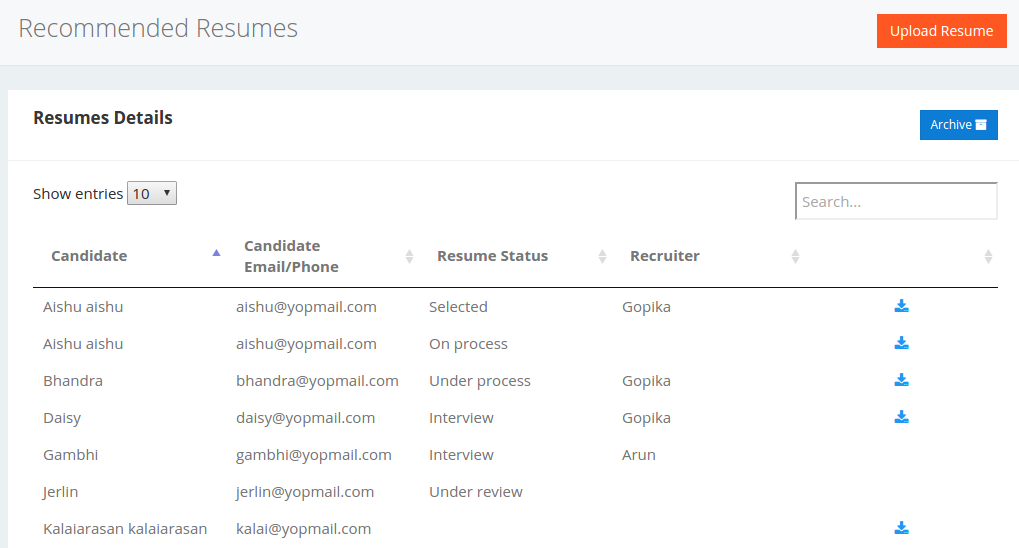 Recommended Resumes
Upload Resume
Resumes Details
Archive
Show entries 10
Search...
Candidate
Candidate
Email/Phone
Resume Status
Recruiter
Aishu aishu aishu@yopmail.com Selected Gopika
Aishu aishu aishu@yopmail.com On process
Bhandra bhandra@yopmail.com Under process Gopika
Daisy daisy@yopmail.com Interview Gopika
Gambhi gambhi@yopmail.com Interview Arun
Jerlin jerlin@yopmail.com Under review
Kalaiarasan kalaiarasan kalai@yopmail.com